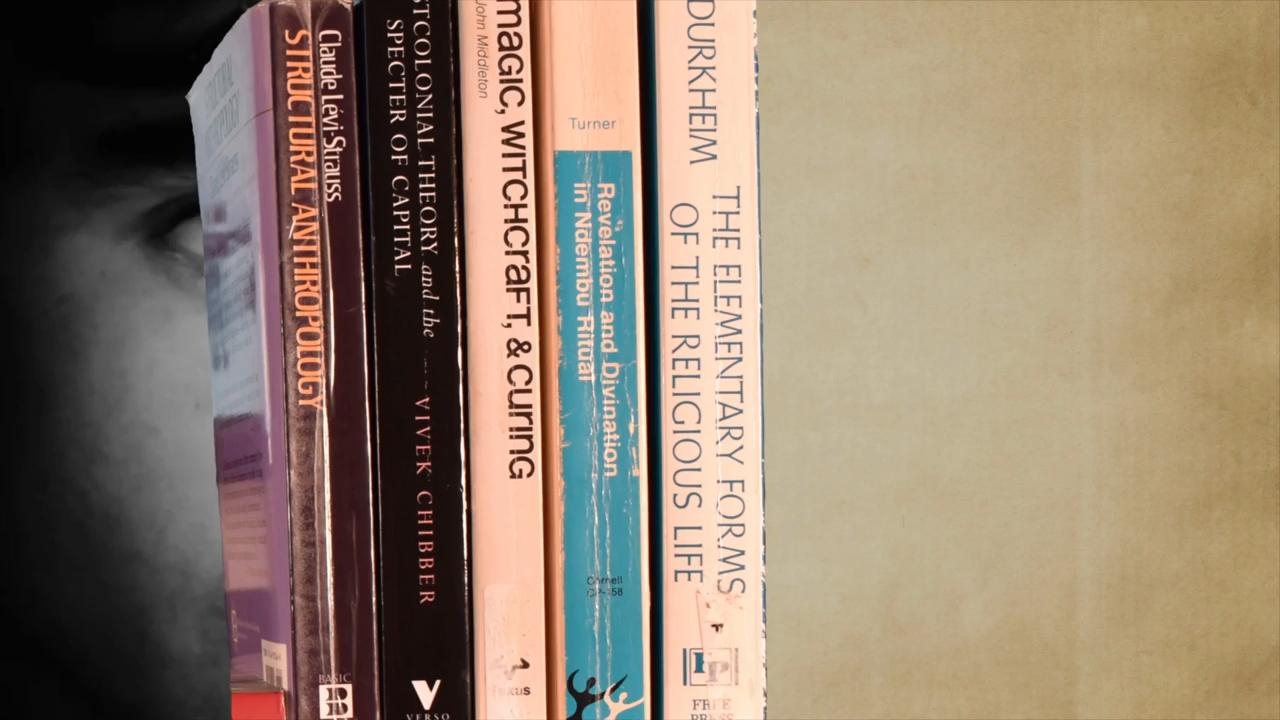 Claude Lévi-Strauss
STRUCTURAL ANTHROPOLOGY
BASIC
B
STCOLONIAL THEORY and the
SPECTER OF CAPITAL
VIVEK CHIBBER
V
VERSO
John Middleton
magic, WITCHCraFT, & CUrING
Turner
Revelation and Divination
in Ndembu Ritual
Cornell
DURKHEIM
THE ELEMENTARY FORMS
OF THE RELIGIOUS LIFE
FREE
PRESS